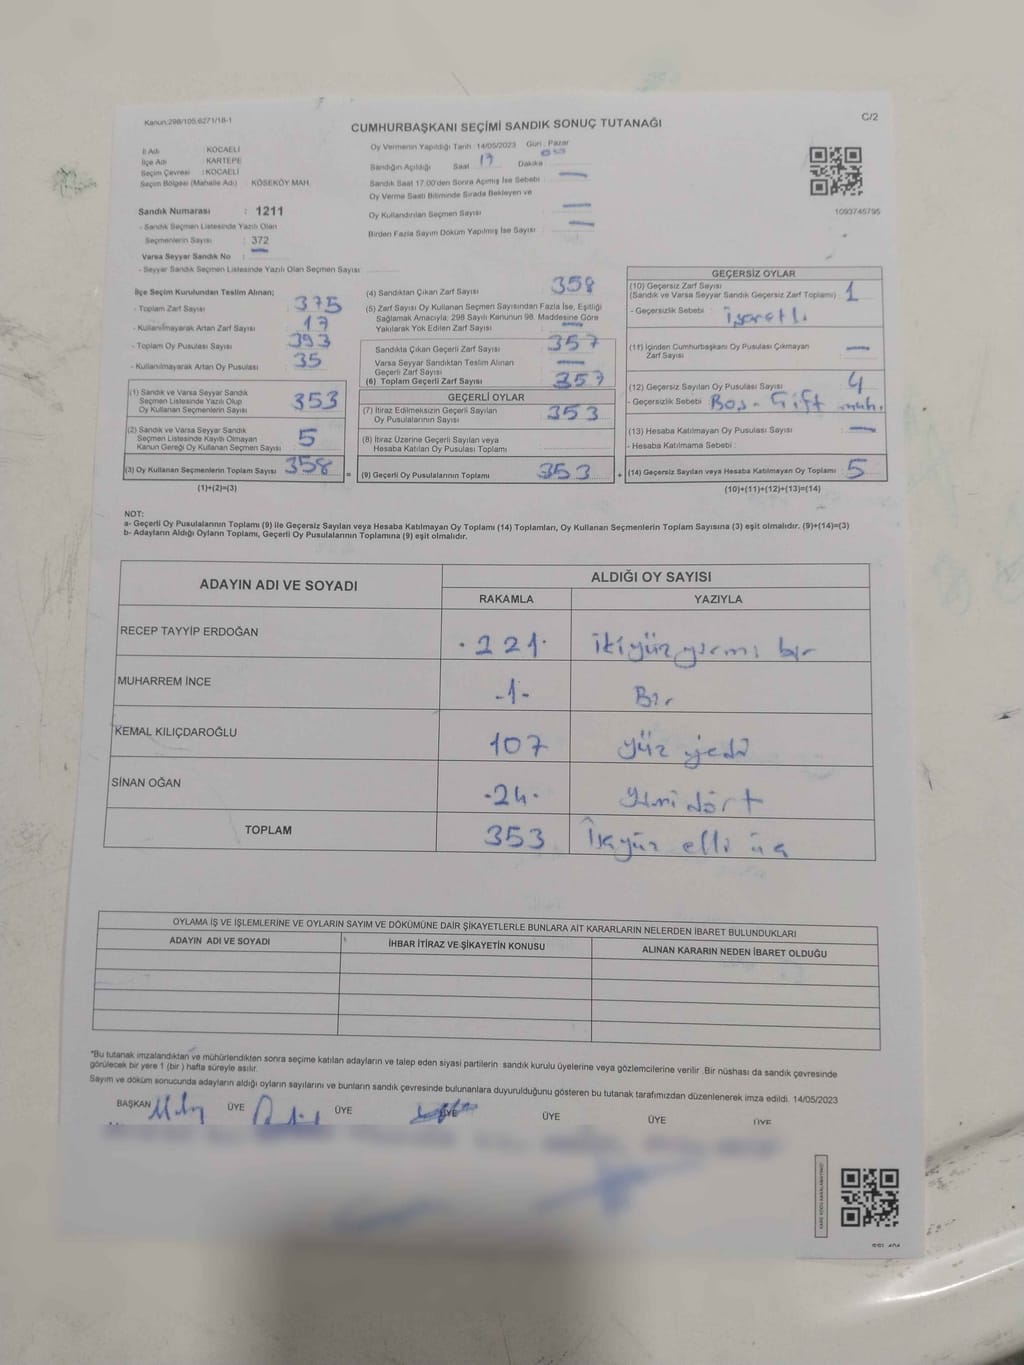 Kanun:298/105,6271/18-1
C/2
CUMHURBAŞKANI SEÇİMİ SANDIK SONUÇ TUTANAĞI
İl Adı : KOCAELİ
İlçe Adı : KARTEPE
Seçim Çevresi : KOCAELİ
Seçim Bölgesi (Mahalle Adı) : KÖSEKÖY MAH.
Sandık Numarası : 1211
- Sandık Seçmen Listesinde Yazılı Olan
Seçmenlerin Sayısı : 372
Varsa Seyyar Sandık No : —
- Seyyar Sandık Seçmen Listesinde Yazılı Olan Seçmen Sayısı
Oy Vermenin Yapıldığı Tarih : 14/05/2023 Gün : Pazar
Sandığın Açıldığı Saat 17 Dakika
Sandık Saat 17.00'den Sonra Açımış İse Sebebi : —
Oy Verme Saati Bitiminde Sırada Bekleyen ve
Oy Kullandırılan Seçmen Sayısı —
Birden Fazla Sayım Döküm Yapılmış İse Sayısı —
1093745795
İlçe Seçim Kurulundan Teslim Alınan;
- Toplam Zarf Sayısı 375
- Kullanılmayarak Artan Zarf Sayısı 17
- Toplam Oy Pusulası Sayısı 393
- Kullanılmayarak Artan Oy Pusulası 35
(1) Sandık ve Varsa Seyyar Sandık
Seçmen Listesinde Yazılı Olup
Oy Kullanan Seçmenlerin Sayısı 353
(2) Sandık ve Varsa Seyyar Sandık
Seçmen Listesinde Kayıtlı Olmayan
Kanun Gereği Oy Kullanan Seçmen Sayısı 5
(3) Oy Kullanan Seçmenlerin Toplam Sayısı 358 =
(1)+(2)=(3)
(4) Sandıktan Çıkan Zarf Sayısı 358
(5) Zarf Sayısı Oy Kullanan Seçmen Sayısından Fazla İse, Eşitliği
Sağlamak Amacıyla; 298 Sayılı Kanunun 98. Maddesine Göre
Yakılarak Yok Edilen Zarf Sayısı —
Sandıkta Çıkan Geçerli Zarf Sayısı 357
Varsa Seyyar Sandıktan Teslim Alınan
Geçerli Zarf Sayısı —
(6) Toplam Geçerli Zarf Sayısı 357
GEÇERLİ OYLAR
(7) İtiraz Edilmeksizin Geçerli Sayılan
Oy Pusulalarının Sayısı 353
(8) İtiraz Üzerine Geçerli Sayılan veya
Hesaba Katılan Oy Pusulası Toplamı
(9) Geçerli Oy Pusulalarının Toplamı 353 +
GEÇERSİZ OYLAR
(10) Geçersiz Zarf Sayısı
(Sandık ve Varsa Seyyar Sandık Geçersiz Zarf Toplamı) 1
- Geçersizlik Sebebi : İşaretli
(11) İçinden Cumhurbaşkanı Oy Pusulası Çıkmayan
Zarf Sayısı —
(12) Geçersiz Sayılan Oy Pusulası Sayısı 4
- Geçersizlik Sebebi Boş - Çift müh.
(13) Hesaba Katılmayan Oy Pusulası Sayısı —
- Hesaba Katılmama Sebebi :
(14) Geçersiz Sayılan veya Hesaba Katılmayan Oy Toplamı 5
(10)+(11)+(12)+(13)=(14)
NOT:
a- Geçerli Oy Pusulalarının Toplamı (9) ile Geçersiz Sayılan veya Hesaba Katılmayan Oy Toplamı (14) Toplamları, Oy Kullanan Seçmenlerin Toplam Sayısına (3) eşit olmalıdır. (9)+(14)=(3)
b- Adayların Aldığı Oyların Toplamı, Geçerli Oy Pusulalarının Toplamına (9) eşit olmalıdır.
ADAYIN ADI VE SOYADI
ALDIĞI OY SAYISI
RAKAMLA YAZIYLA
RECEP TAYYİP ERDOĞAN 221 ikiyüz yirmi bir
MUHARREM İNCE -1- Bir
KEMAL KILIÇDAROĞLU 107 yüz yedi
SİNAN OĞAN 24 Yirmi dört
TOPLAM 353 elli üç
OYLAMA İŞ VE İŞLEMLERİNE VE OYLARIN SAYIM VE DÖKÜMÜNE DAİR ŞİKAYETLERLE BUNLARA AİT KARARLARIN NELERDEN İBARET BULUNDUKLARI
ADAYIN ADI VE SOYADI İHBAR İTİRAZ VE ŞİKAYETİN KONUSU ALINAN KARARIN NEDEN İBARET OLDUĞU
*Bu tutanak imzalandıktan ve mühürlendikten sonra seçime katılan adayların ve talep eden siyasi partilerin sandık kurulu üyelerine veya gözlemcilerine verilir. Bir nüshası da sandık çevresinde
görülecek bir yere 1 (bir) hafta süreyle asılır.
Sayım ve döküm sonucunda adayların aldığı oyların sayılarını ve bunların sandık çevresinde bulunanlara duyurulduğunu gösteren bu tutanak tarafımızdan düzenlenerek imza edildi. 14/05/2023
BAŞKAN ÜYE ÜYE ÜYE ÜYE ÜYE ÜYE